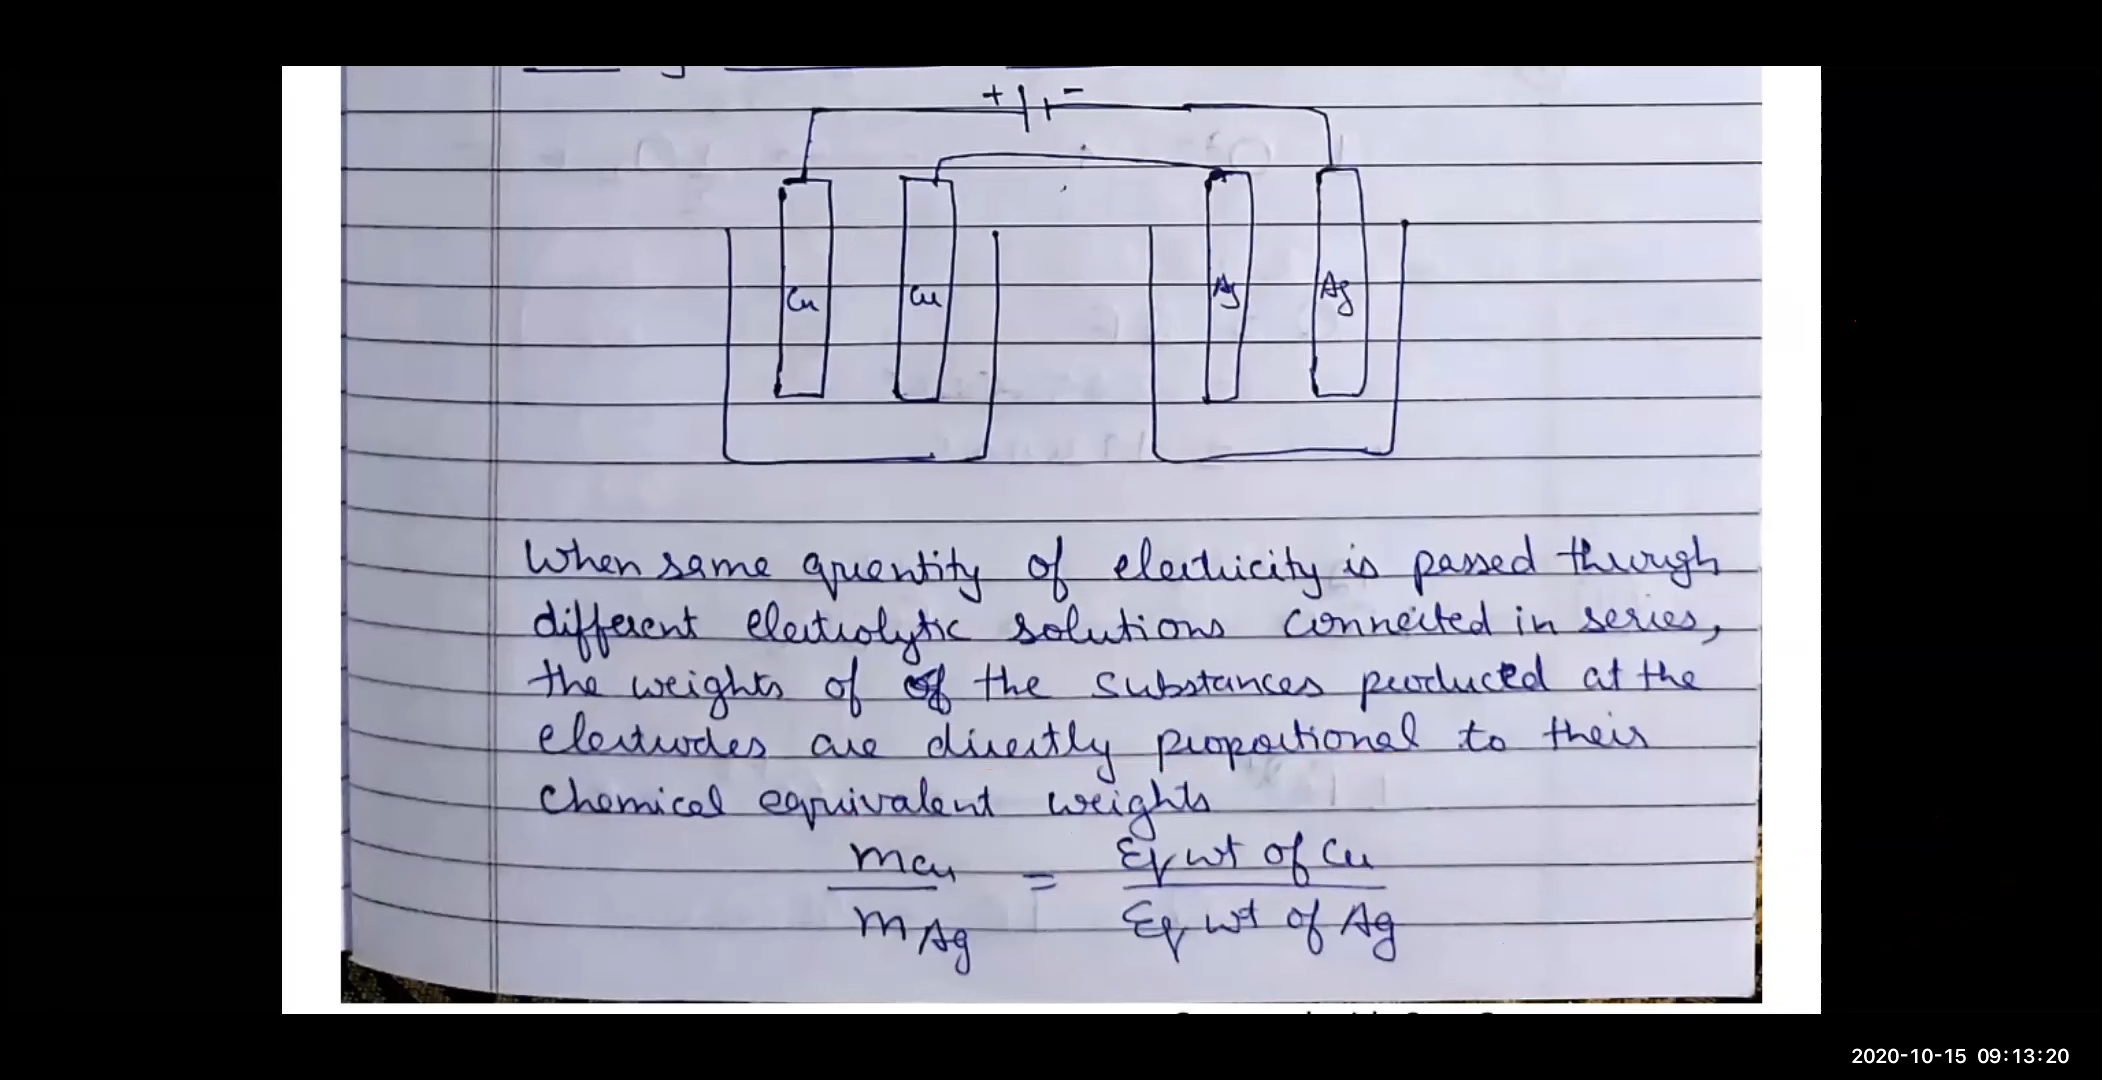 + -
Cu Cu Ag Ag
When same quantity of electricity is passed through
different electrolytic solutions connected in series,
the weights of of the substances produced at the
electrodes are directly proportional to their
chemical equivalent weights
mCu = Eq wt of Cu
mAg Eq wt of Ag
2020-10-15 09:13:20